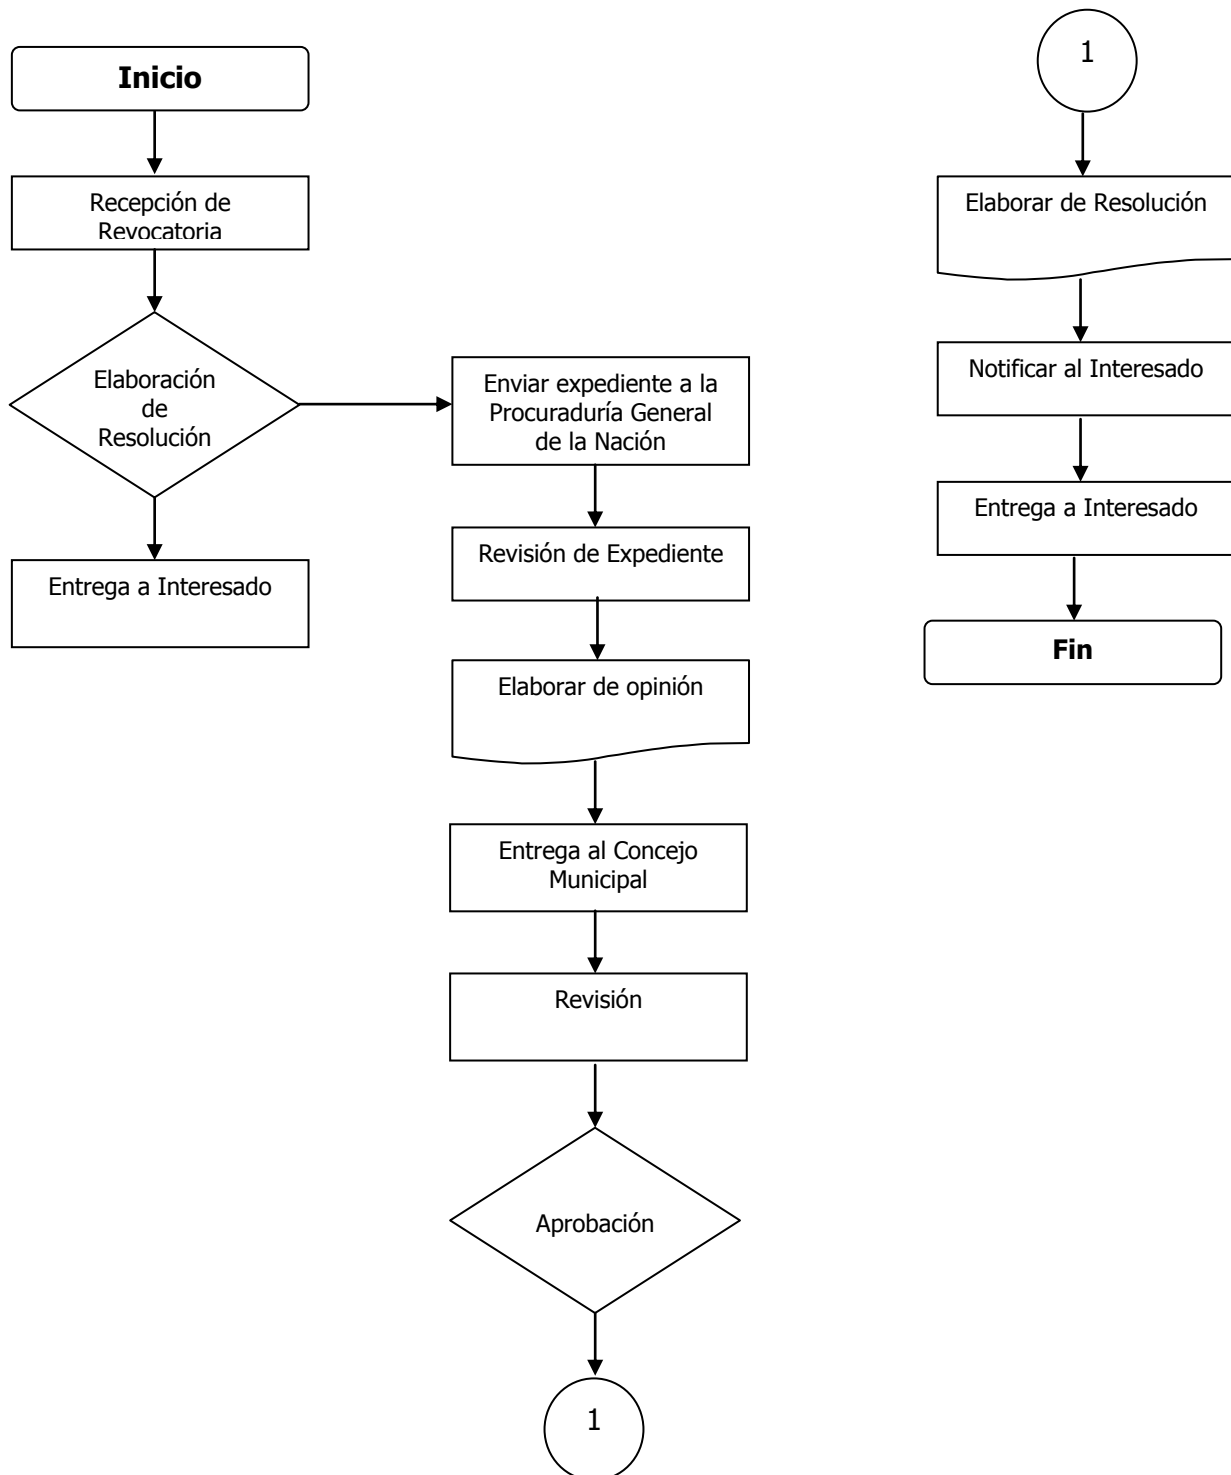 Inicio
Recepción de
Revocatoria
Elaboración
de
Resolución
Entrega a Interesado
Enviar expediente a la
Procuraduría General
de la Nación
Revisión de Expediente
Elaborar de opinión
Entrega al Concejo
Municipal
Revisión
Aprobación
1
1
Elaborar de Resolución
Notificar al Interesado
Entrega a Interesado
Fin